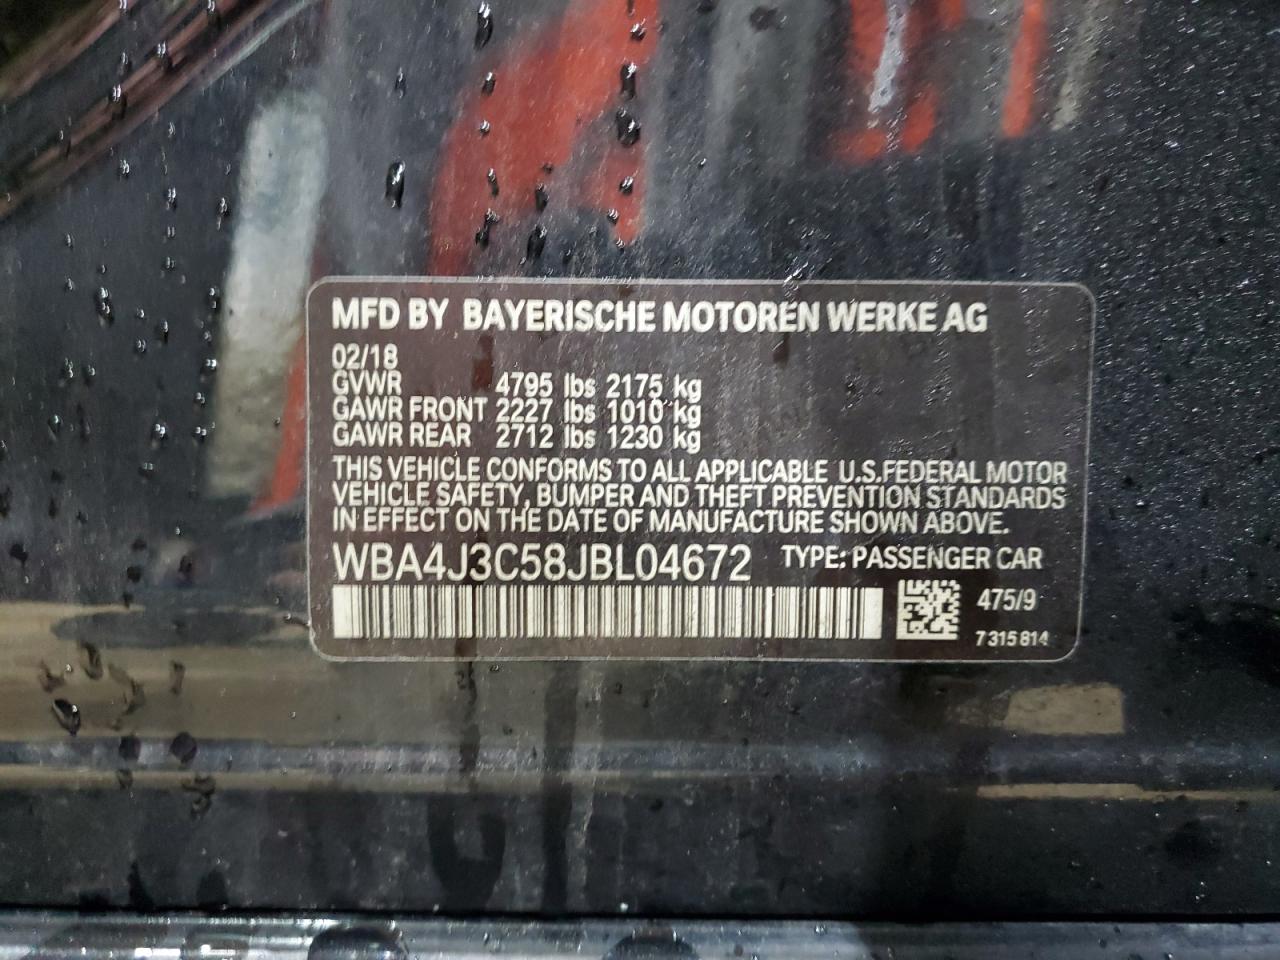 MFD BY BAYERISCHE MOTOREN WERKE AG
02/18
GVWR 4795 lbs 2175 kg
GAWR FRONT 2227 lbs 1010 kg
GAWR REAR 2712 lbs 1230 kg
THIS VEHICLE CONFORMS TO ALL APPLICABLE U.S.FEDERAL MOTOR
VEHICLE SAFETY, BUMPER AND THEFT PREVENTION STANDARDS
IN EFFECT ON THE DATE OF MANUFACTURE SHOWN ABOVE.
WBA4J3C58JBL04672 TYPE: PASSENGER CAR
475/9
7 315 814